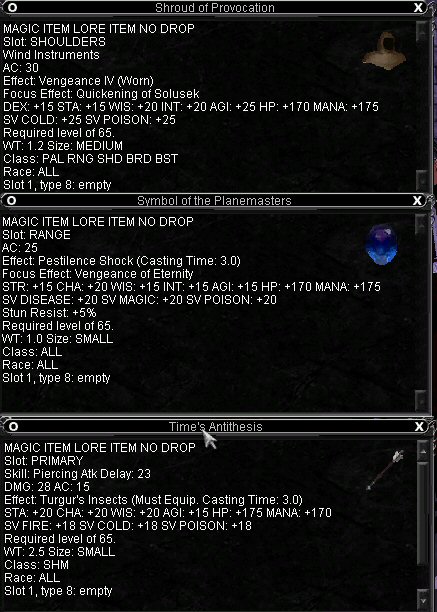 Shroud of Provocation
MAGIC ITEM LORE ITEM NO DROP
Slot: SHOULDERS
Wind Instruments
AC: 30
Effect: Vengeance IV (Worn)
Focus Effect: Quickening of Solusek
DEX: +15 STA: +15 WIS: +20 INT: +20 AGI: +25 HP: +170 MANA: +175
SV COLD: +25 SV POISON: +25
Required level of 65.
WT: 1.2 Size: MEDIUM
Class: PAL RNG SHD BRD BST
Race: ALL
Slot 1, type 8: empty
Symbol of the Planemasters
MAGIC ITEM LORE ITEM NO DROP
Slot: RANGE
AC: 25
Effect: Pestilence Shock (Casting Time: 3.0)
Focus Effect: Vengeance of Eternity
STR: +15 CHA: +20 WIS: +15 INT: +15 AGI: +15 HP: +170 MANA: +175
SV DISEASE: +20 SV MAGIC: +20 SV POISON: +20
Stun Resist: +5%
Required level of 65.
WT: 1.0 Size: SMALL
Class: ALL
Race: ALL
Slot 1, type 8: empty
Time's Antithesis
MAGIC ITEM LORE ITEM NO DROP
Slot: PRIMARY
Skill: Piercing Atk Delay: 23
DMG: 28 AC: 15
Effect: Turgur's Insects (Must Equip. Casting Time: 3.0)
STA: +20 CHA: +20 WIS: +20 AGI: +15 HP: +175 MANA: +170
SV FIRE: +18 SV COLD: +18 SV POISON: +18
Required level of 65.
WT: 2.5 Size: SMALL
Class: SHM
Race: ALL
Slot 1, type 8: empty